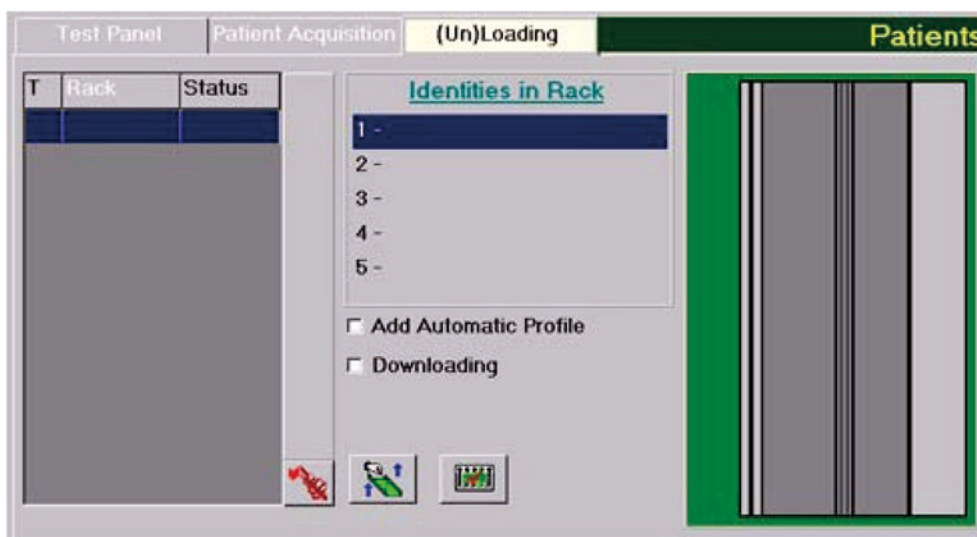 Test Panel Patient Acquisition (Un)Loading Patients
T Rack Status
Identities in Rack
1 -
2 -
3 -
4 -
5 -
Add Automatic Profile
Downloading